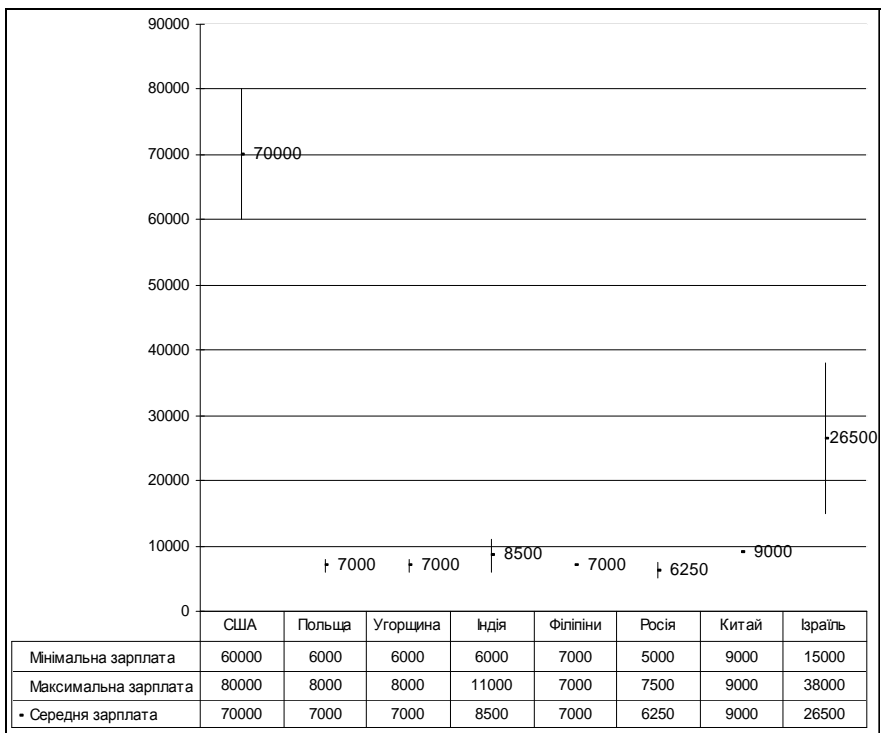 90000
80000
70000
70000
60000
50000
40000
30000
26500
20000
10000
7000 7000 8500 7000 6250 9000
0
США Польща Угорщина Індія Філіпіни Росія Китай Ізраїль
Мінімальна зарплата 60000 6000 6000 6000 7000 5000 9000 15000
Максимальна зарплата 80000 8000 8000 11000 7000 7500 9000 38000
Середня зарплата 70000 7000 7000 8500 7000 6250 9000 26500